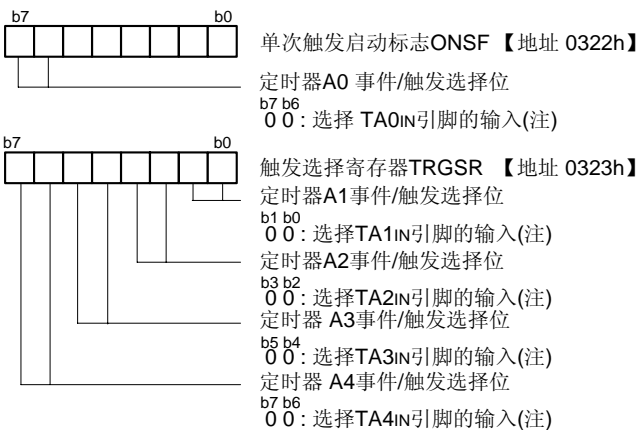 b7 b0
单次触发启动标志ONSF 【地址 0322h】
定时器A0 事件/触发选择位
b7 b6
0 0 : 选择 TA0IN引脚的输入(注)
b7 b0
触发选择寄存器TRGSR 【地址 0323h】
定时器A1事件/触发选择位
b1 b0
0 0 : 选择TA1IN引脚的输入(注)
定时器A2事件/触发选择位
b3 b2
0 0 : 选择TA2IN引脚的输入(注)
定时器 A3事件/触发选择位
b5 b4
0 0 : 选择TA3IN引脚的输入(注)
定时器 A4事件/触发选择位
b7 b6
0 0 : 选择TA4IN引脚的输入(注)